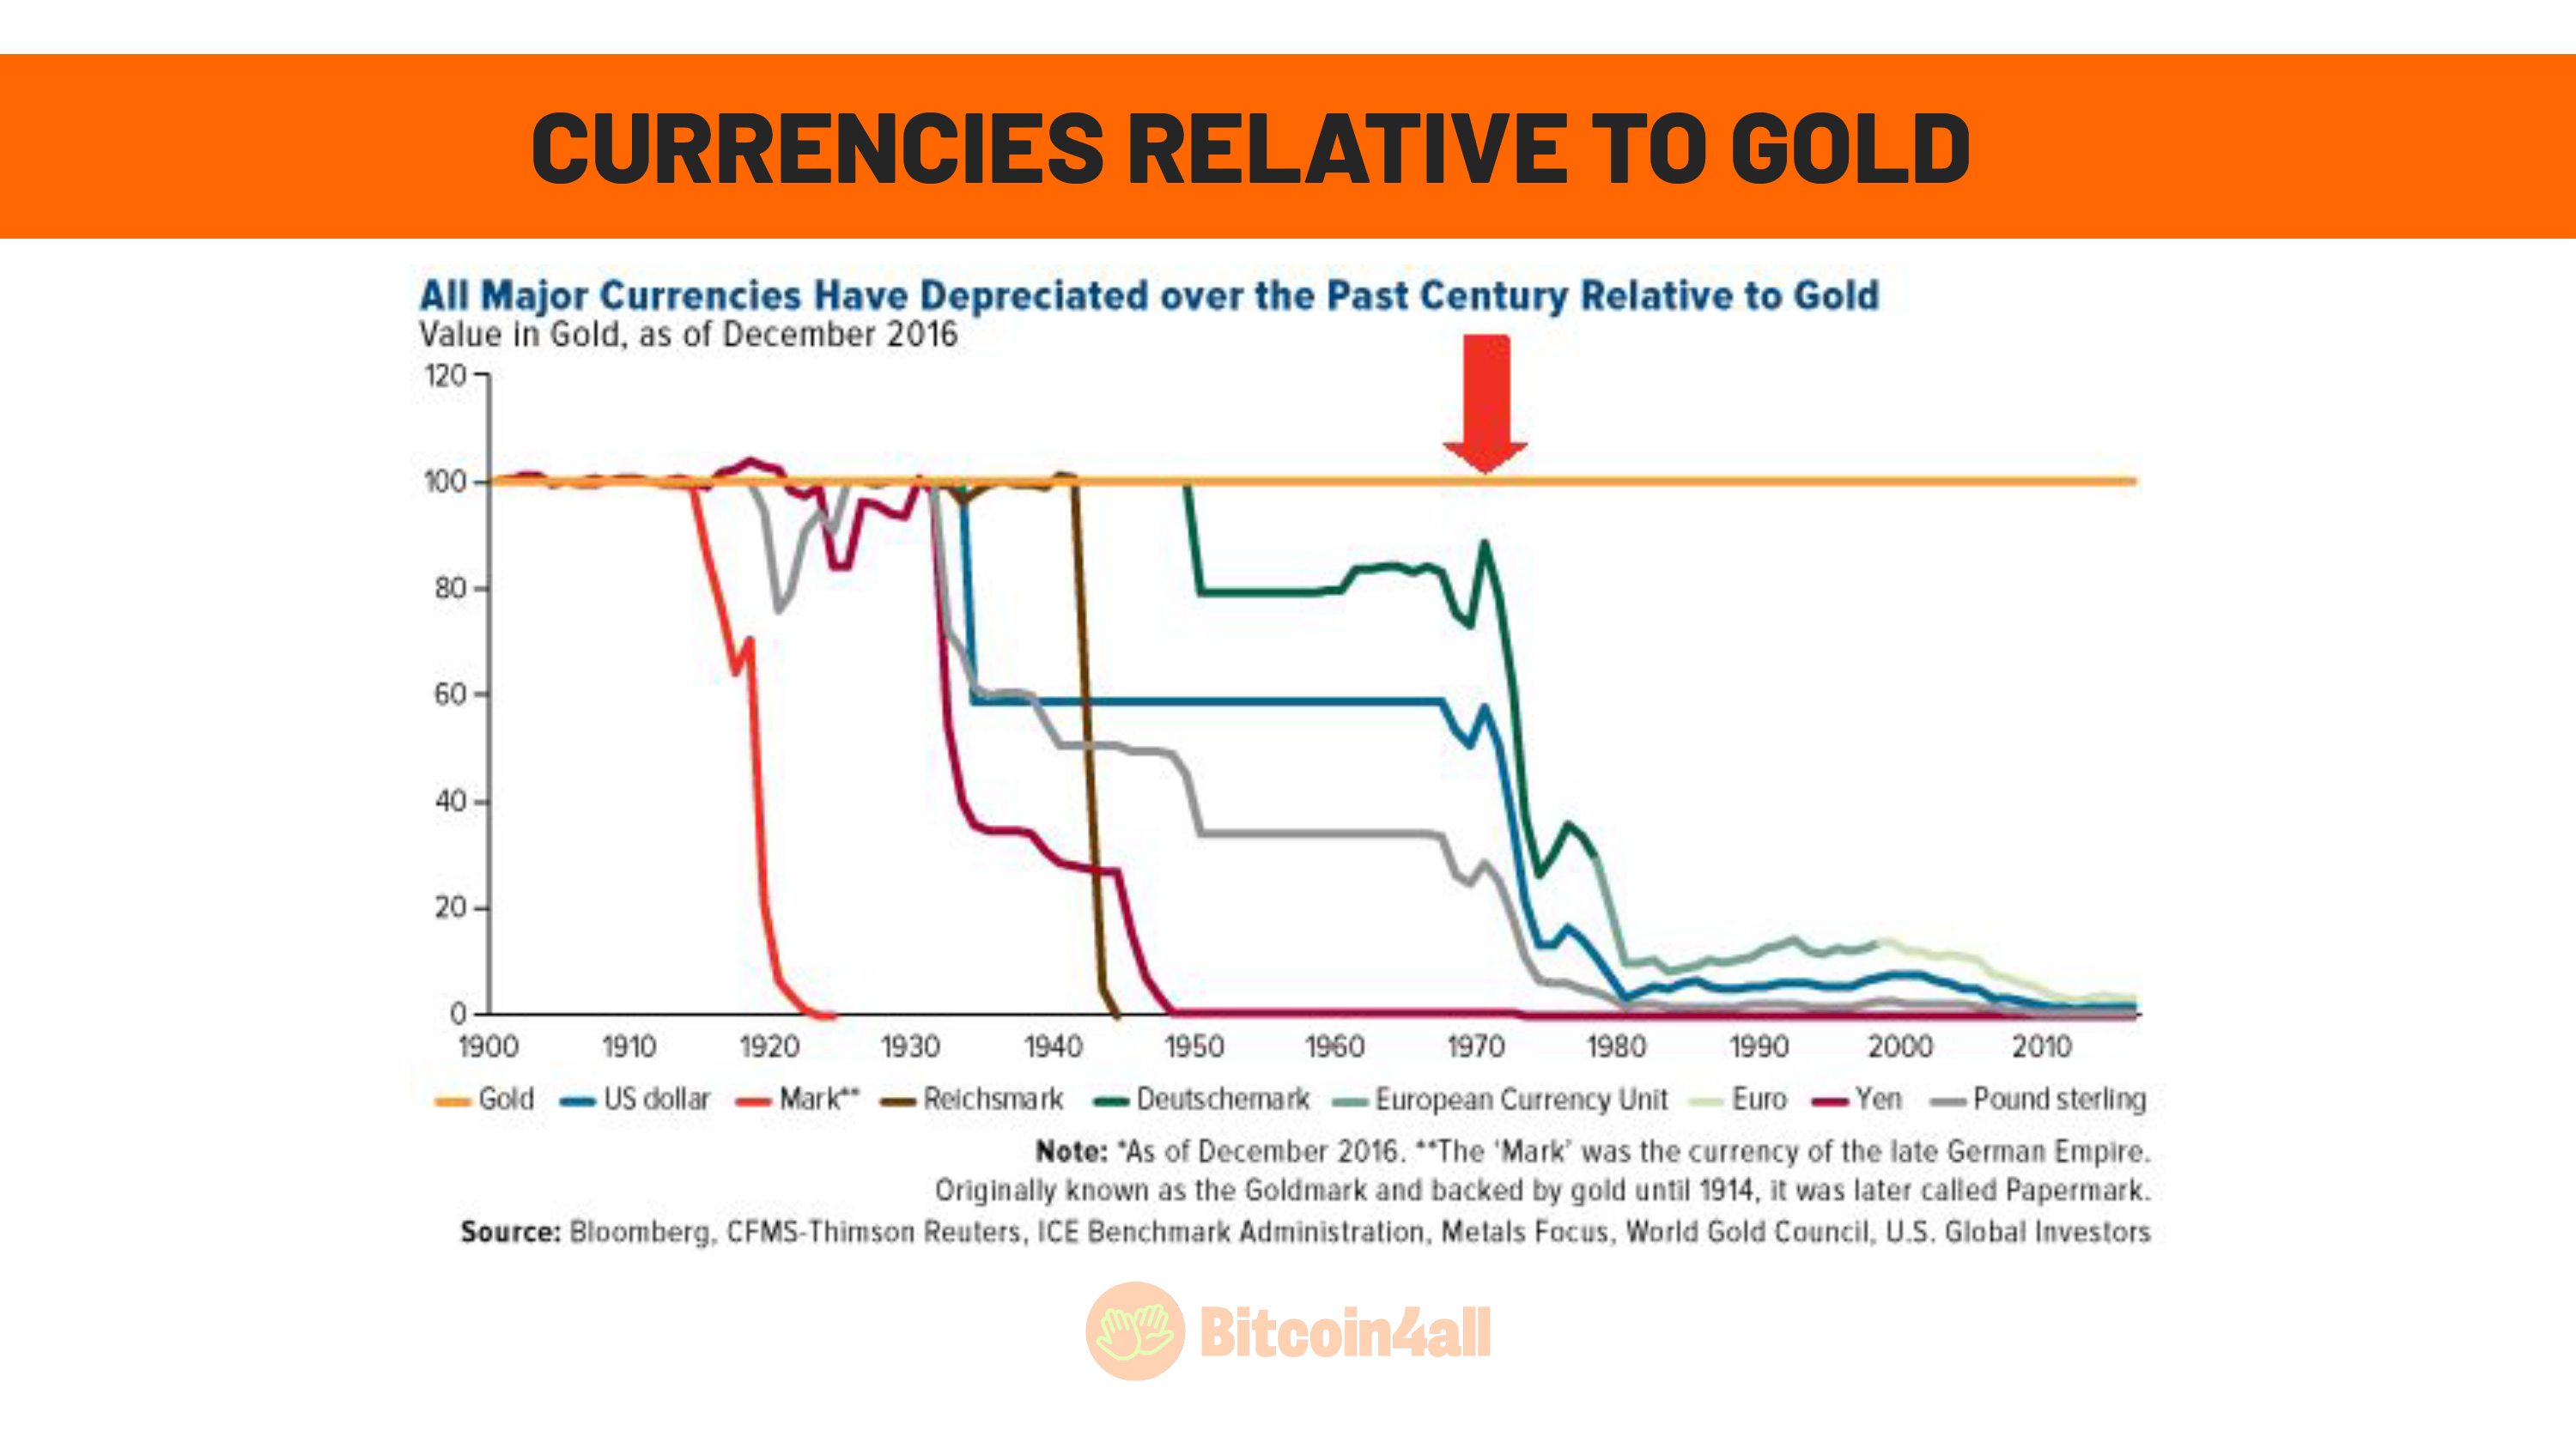 CURRENCIES RELATIVE TO GOLD
All Major Currencies Have Depreciated over the Past Century Relative to Gold
Value in Gold, as of December 2016
120
100
80
60
40
20
0
1900 1910 1920 1930 1940 1950 1960 1970 1980 1990 2000 2010
Gold US dollar Mark** Reichsmark Deutschemark European Currency Unit Euro Yen Pound sterling
Note: *As of December 2016. **The ‘Mark’ was the currency of the late German Empire.
Originally known as the Goldmark and backed by gold until 1914, it was later called Papermark.
Source: Bloomberg, CFMS-Thimson Reuters, ICE Benchmark Administration, Metals Focus, World Gold Council, U.S. Global Investors
Bitcoin4all